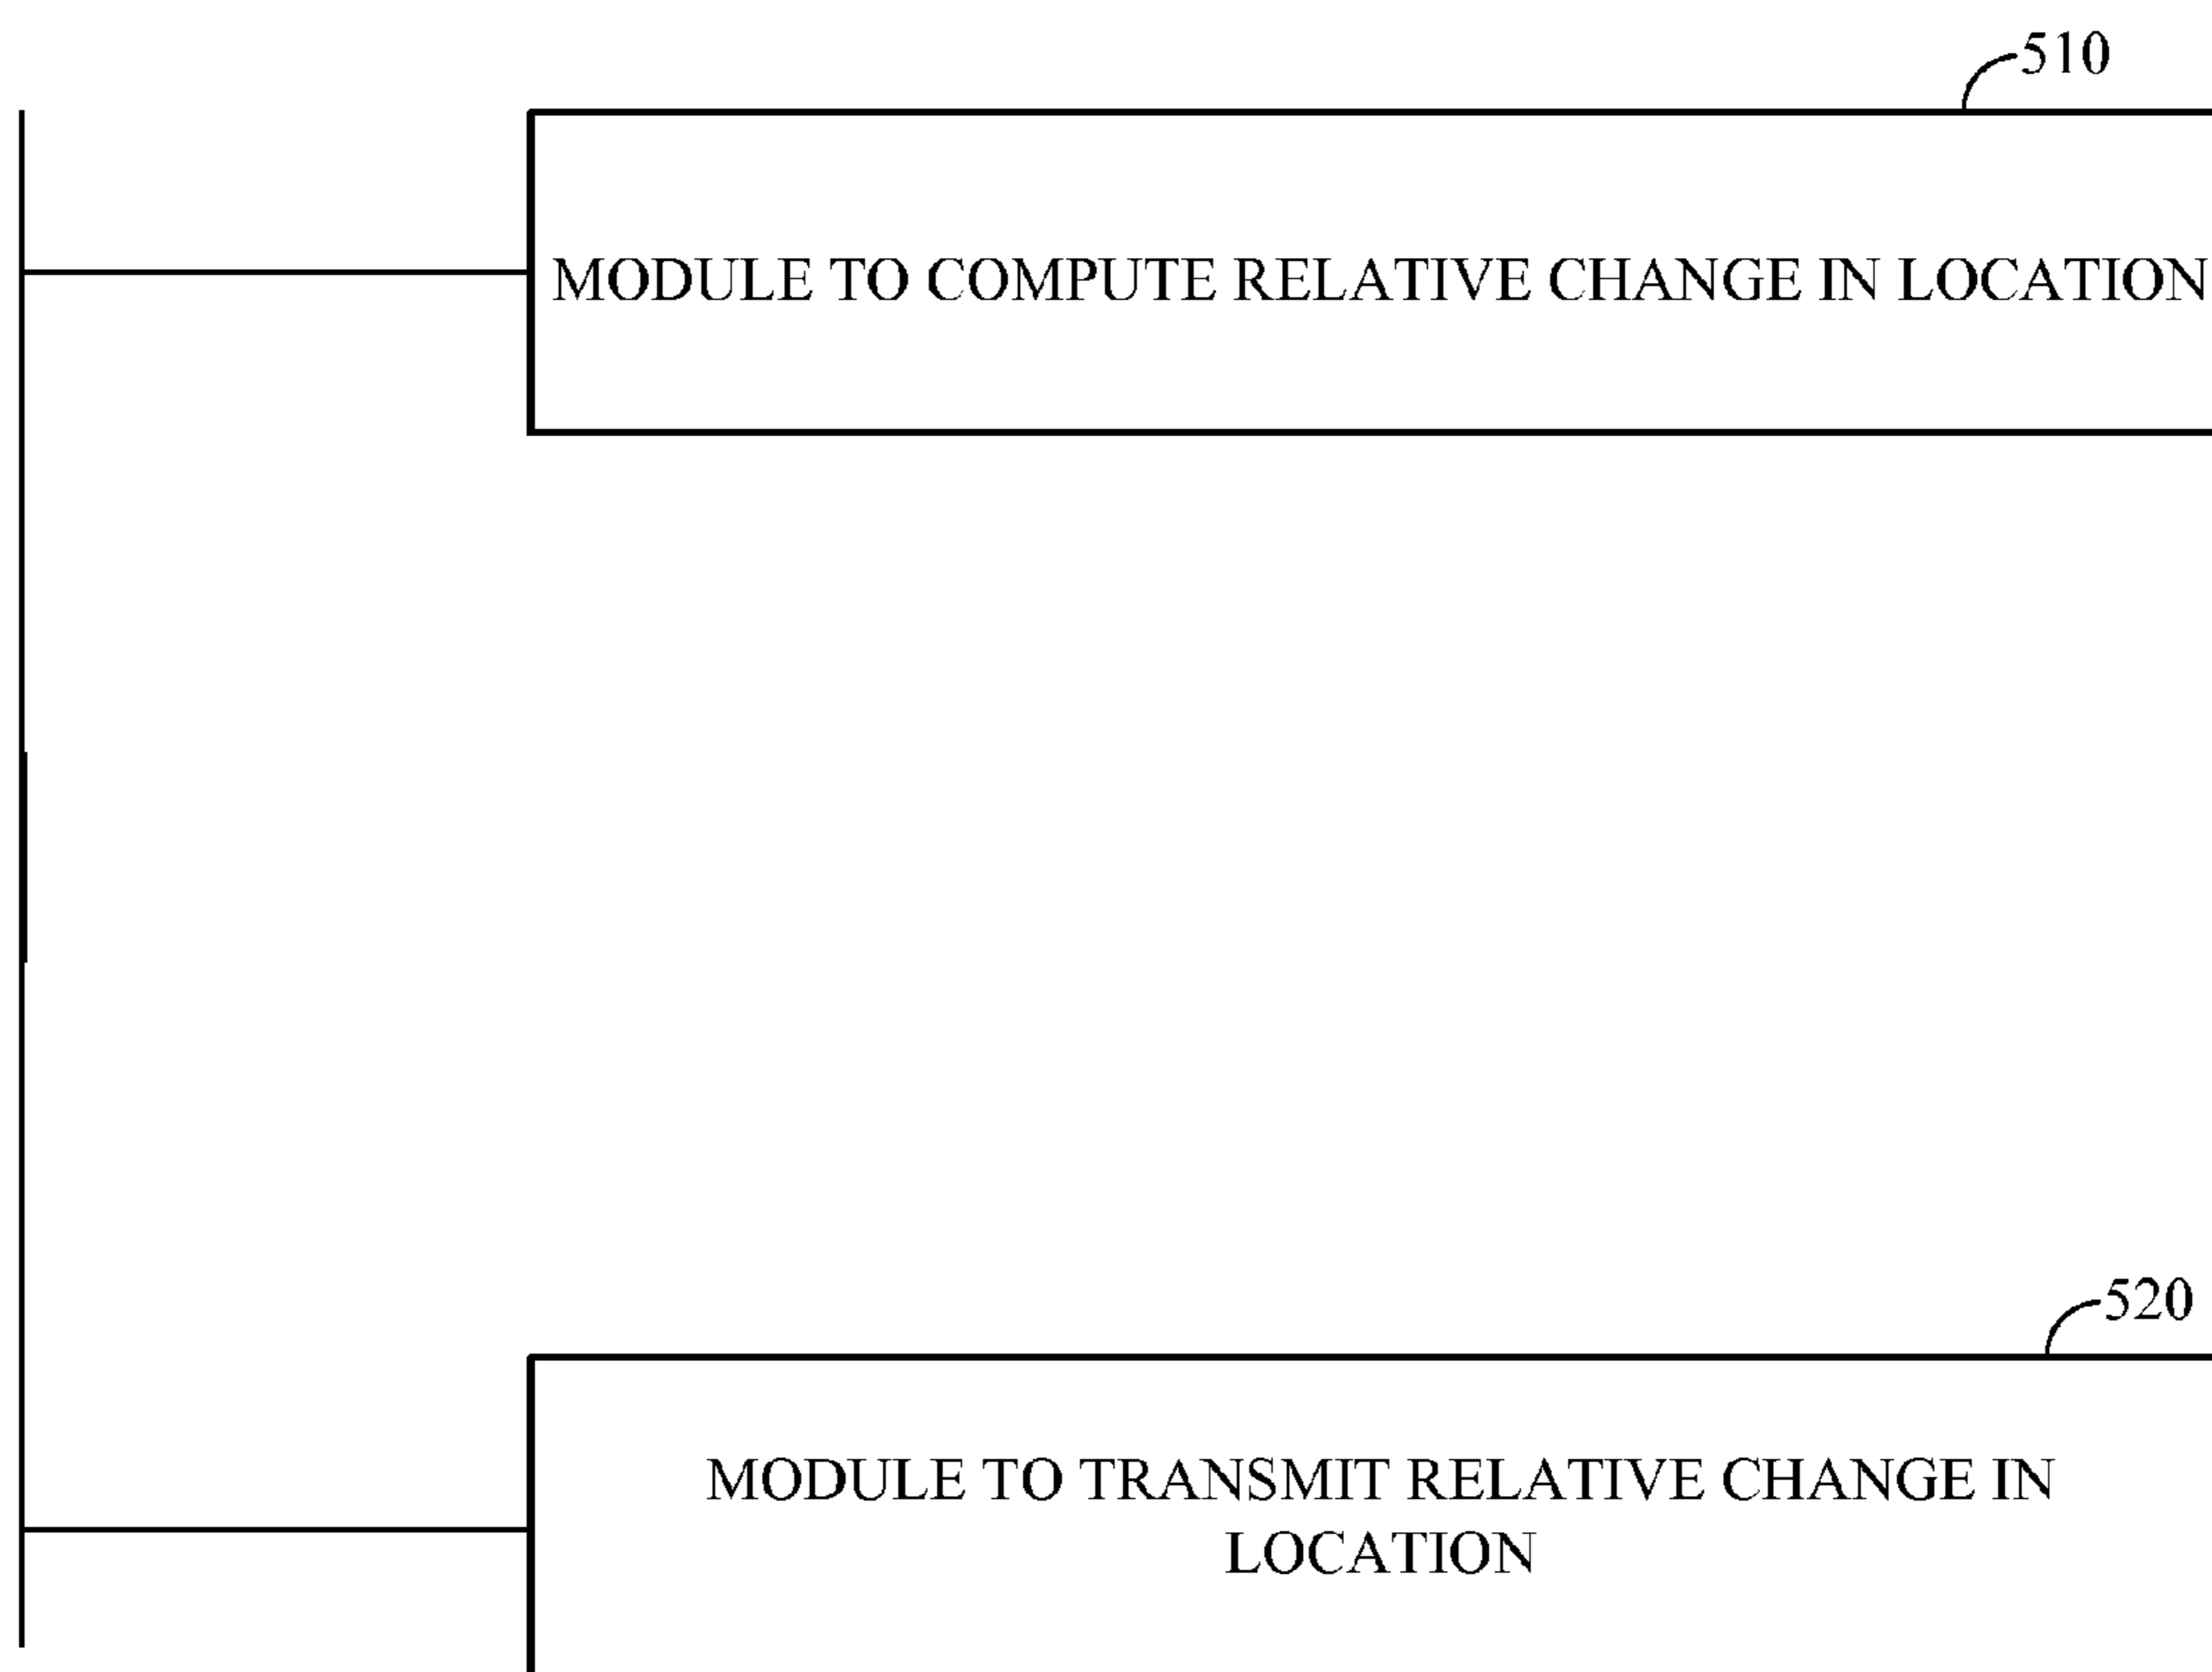 510
MODULE TO COMPUTE RELATIVE CHANGE IN LOCATION
520
MODULE TO TRANSMIT RELATIVE CHANGE IN
LOCATION